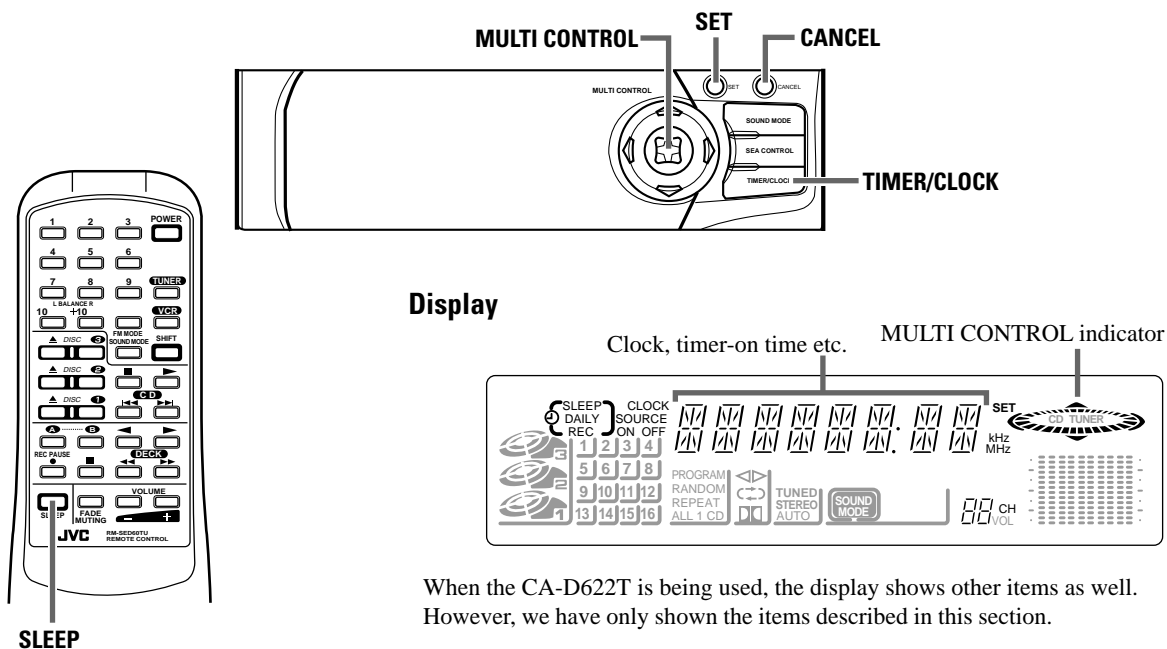 SET
MULTI CONTROL
CANCEL
MULTI CONTROL
SET
CANCEL
SOUND MODE
SEA CONTROL
TIMER/CLOCI
TIMER/CLOCK
1 2 3 POWER
4 5 6
7 8 9 TUNER
L BALANCE R
10 +10 VCR
FM MODE
DISC 3 SOUND MODE SHIFT
DISC 2
DISC 1 CD
A B
REC PAUSE DECK
SLEEP FADE MUTING VOLUME
- +
JVC RM-SED60TU
REMOTE CONTROL
SLEEP
Display
Clock, timer-on time etc.
MULTI CONTROL indicator
SLEEP CLOCK
DAILY SOURCE
REC ON OFF
SET
kHz
MHz
CD TUNER
3
2
1
1 2 3 4
5 6 7 8
9 10 11 12
13 14 15 16
PROGRAM
RANDOM
REPEAT
ALL 1 CD
TUNED
STEREO
AUTO
SOUND
MODE
CH
VOL
When the CA-D622T is being used, the display shows other items as well.
However, we have only shown the items described in this section.